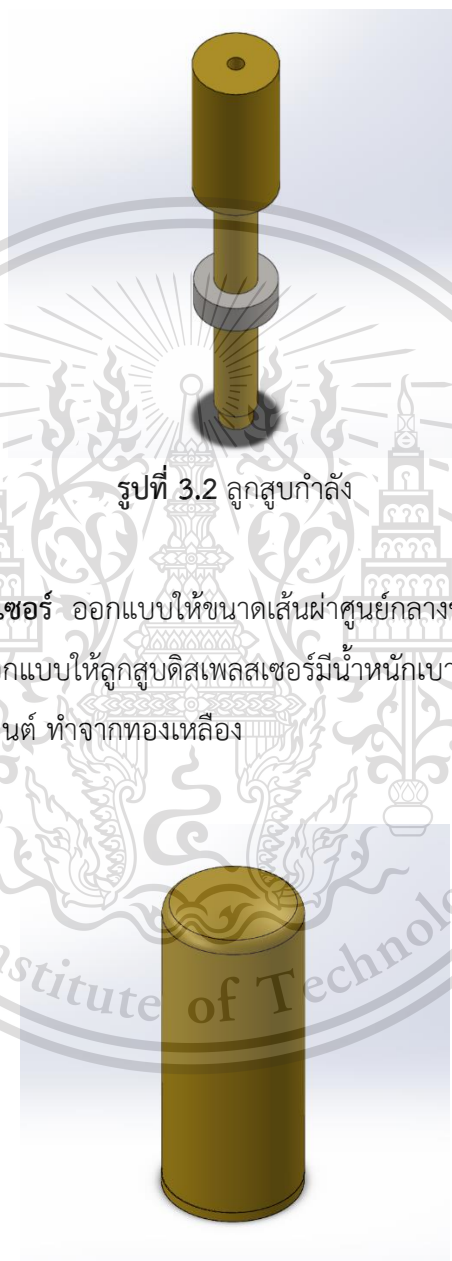 รูปที่ 3.2 ลูกสูบกำลัง
เซอร์ ออกแบบให้ขนาดเส้นผ่าศูนย์กลาง
กแบบให้ลูกสูบดิสเพลสเซอร์มีน้ำหนักเบา
นต์ ทำจากทองเหลือง
stitute of Technolo